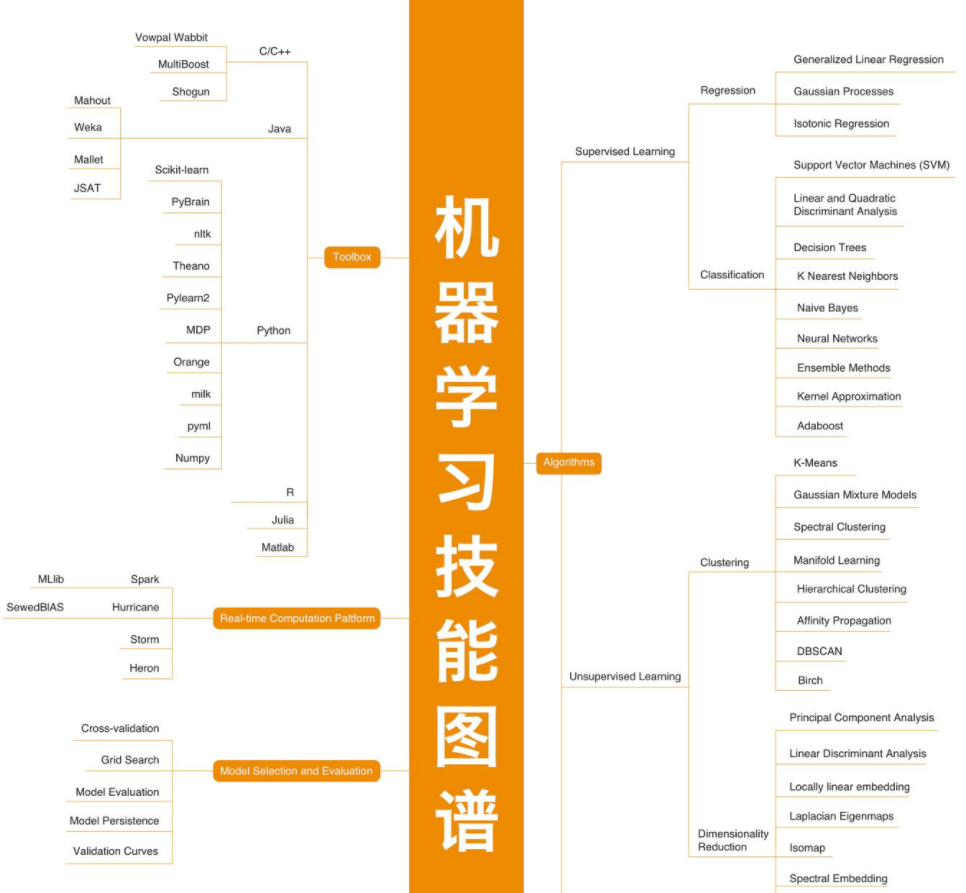 机
器
学
习
技
能
图
谱
Toolbox
C/C++
Vowpal Wabbit
MultiBoost
Shogun
Java
Mahout
Weka
Mallet
JSAT
Python
Scikit-learn
PyBrain
nltk
Theano
Pylearn2
MDP
Orange
milk
pyml
Numpy
R
Julia
Matlab
Real-time Computation Paltform
Spark
MLlib
Hurricane
SewedBIAS
Storm
Heron
Model Selection and Evaluation
Cross-validation
Grid Search
Model Evaluation
Model Persistence
Validation Curves
Algorithms
Supervised Learning
Regression
Generalized Linear Regression
Gaussian Processes
Isotonic Regression
Classification
Support Vector Machines (SVM)
Linear and Quadratic
Discriminant Analysis
Decision Trees
K Nearest Neighbors
Naive Bayes
Neural Networks
Ensemble Methods
Kernel Approximation
Adaboost
Unsupervised Learning
Clustering
K-Means
Gaussian Mixture Models
Spectral Clustering
Manifold Learning
Hierarchical Clustering
Affinity Propagation
DBSCAN
Birch
Dimensionality
Reduction
Principal Component Analysis
Linear Discriminant Analysis
Locally linear embedding
Laplacian Eigenmaps
Isomap
Spectral Embedding